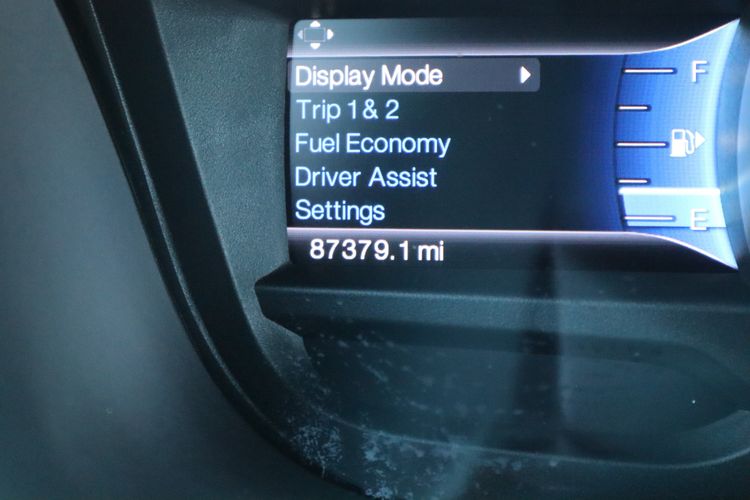 Display Mode
F
Trip 1 & 2
Fuel Economy
Driver Assist
Settings
E
87379.1 mi